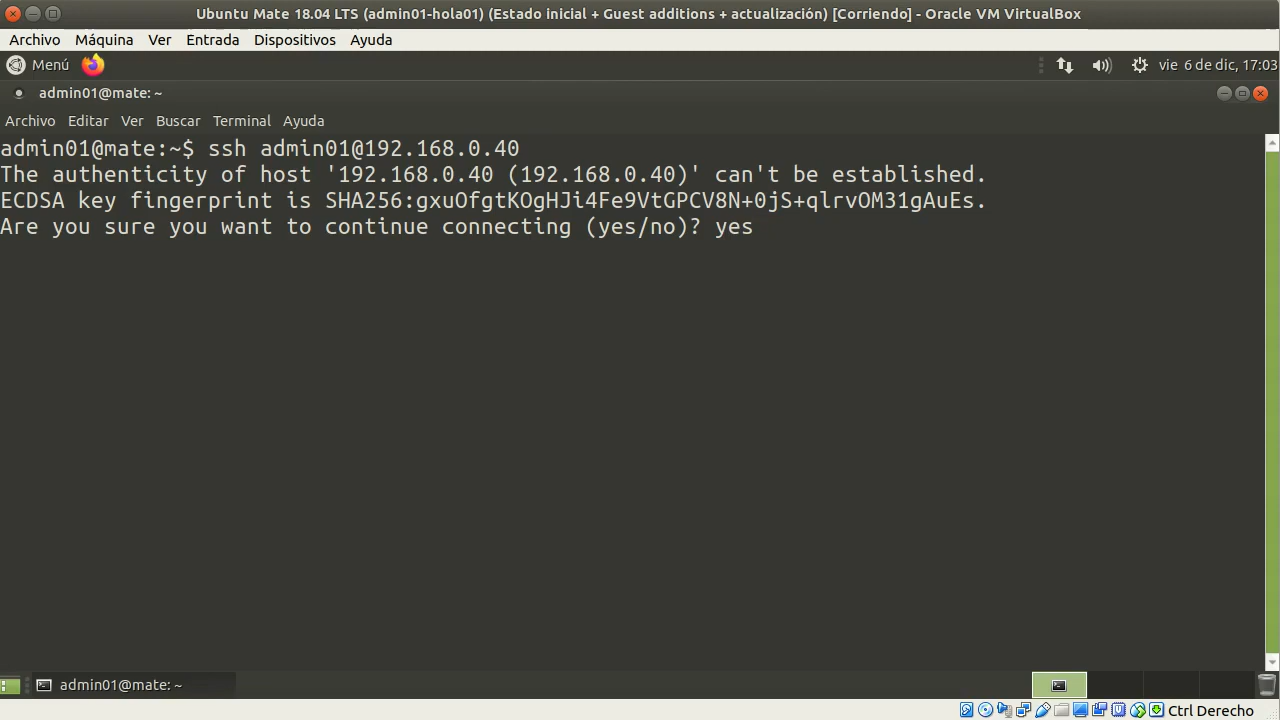 Ubuntu Mate 18.04 LTS (admin01-hola01) (Estado inicial + Guest additions + actualización) [Corriendo] - Oracle VM VirtualBox
Archivo Máquina Ver Entrada Dispositivos Ayuda
Menú vie 6 de dic, 17:03
admin01@mate: ~
Archivo Editar Ver Buscar Terminal Ayuda
admin01@mate:~$ ssh admin01@192.168.0.40
The authenticity of host '192.168.0.40 (192.168.0.40)' can't be established.
ECDSA key fingerprint is SHA256:gxuOfgtKOgHJi4Fe9VtGPCV8N+0jS+qlrvOM31gAuEs.
Are you sure you want to continue connecting (yes/no)? yes
admin01@mate: ~
Ctrl Derecho